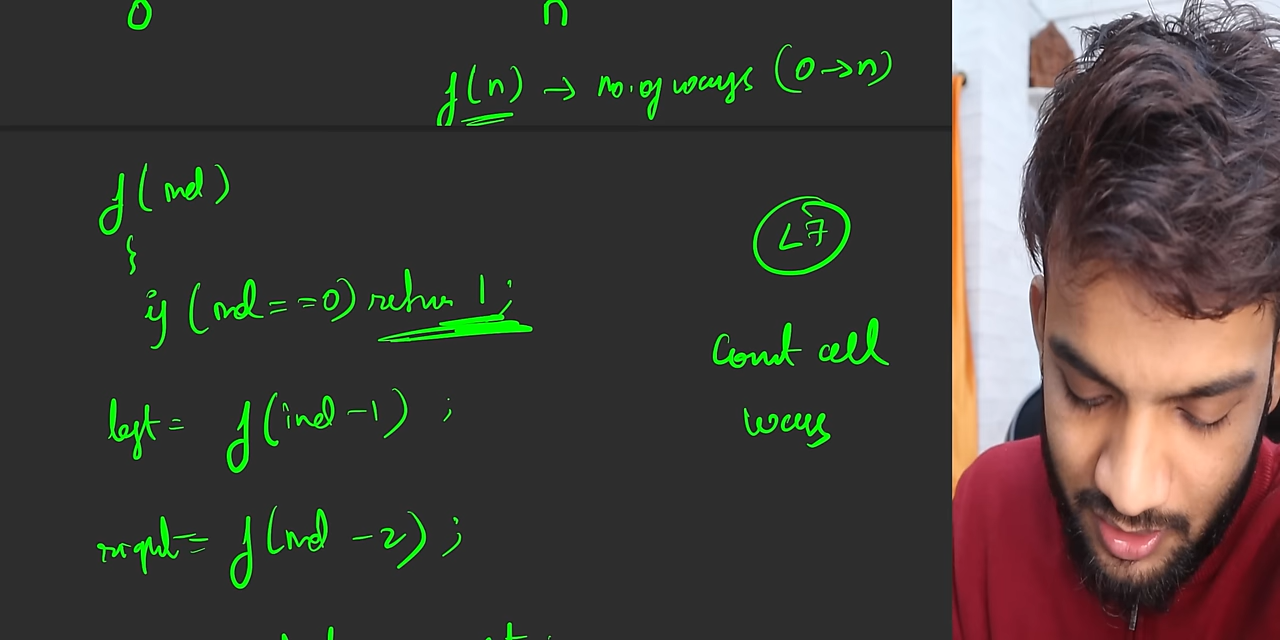 0 n
f(n) → no. of ways (0→n)
f(ind)
{
if (ind==0) return 1;
left = f(ind-1);
right = f(ind-2);
L7
Count all
ways